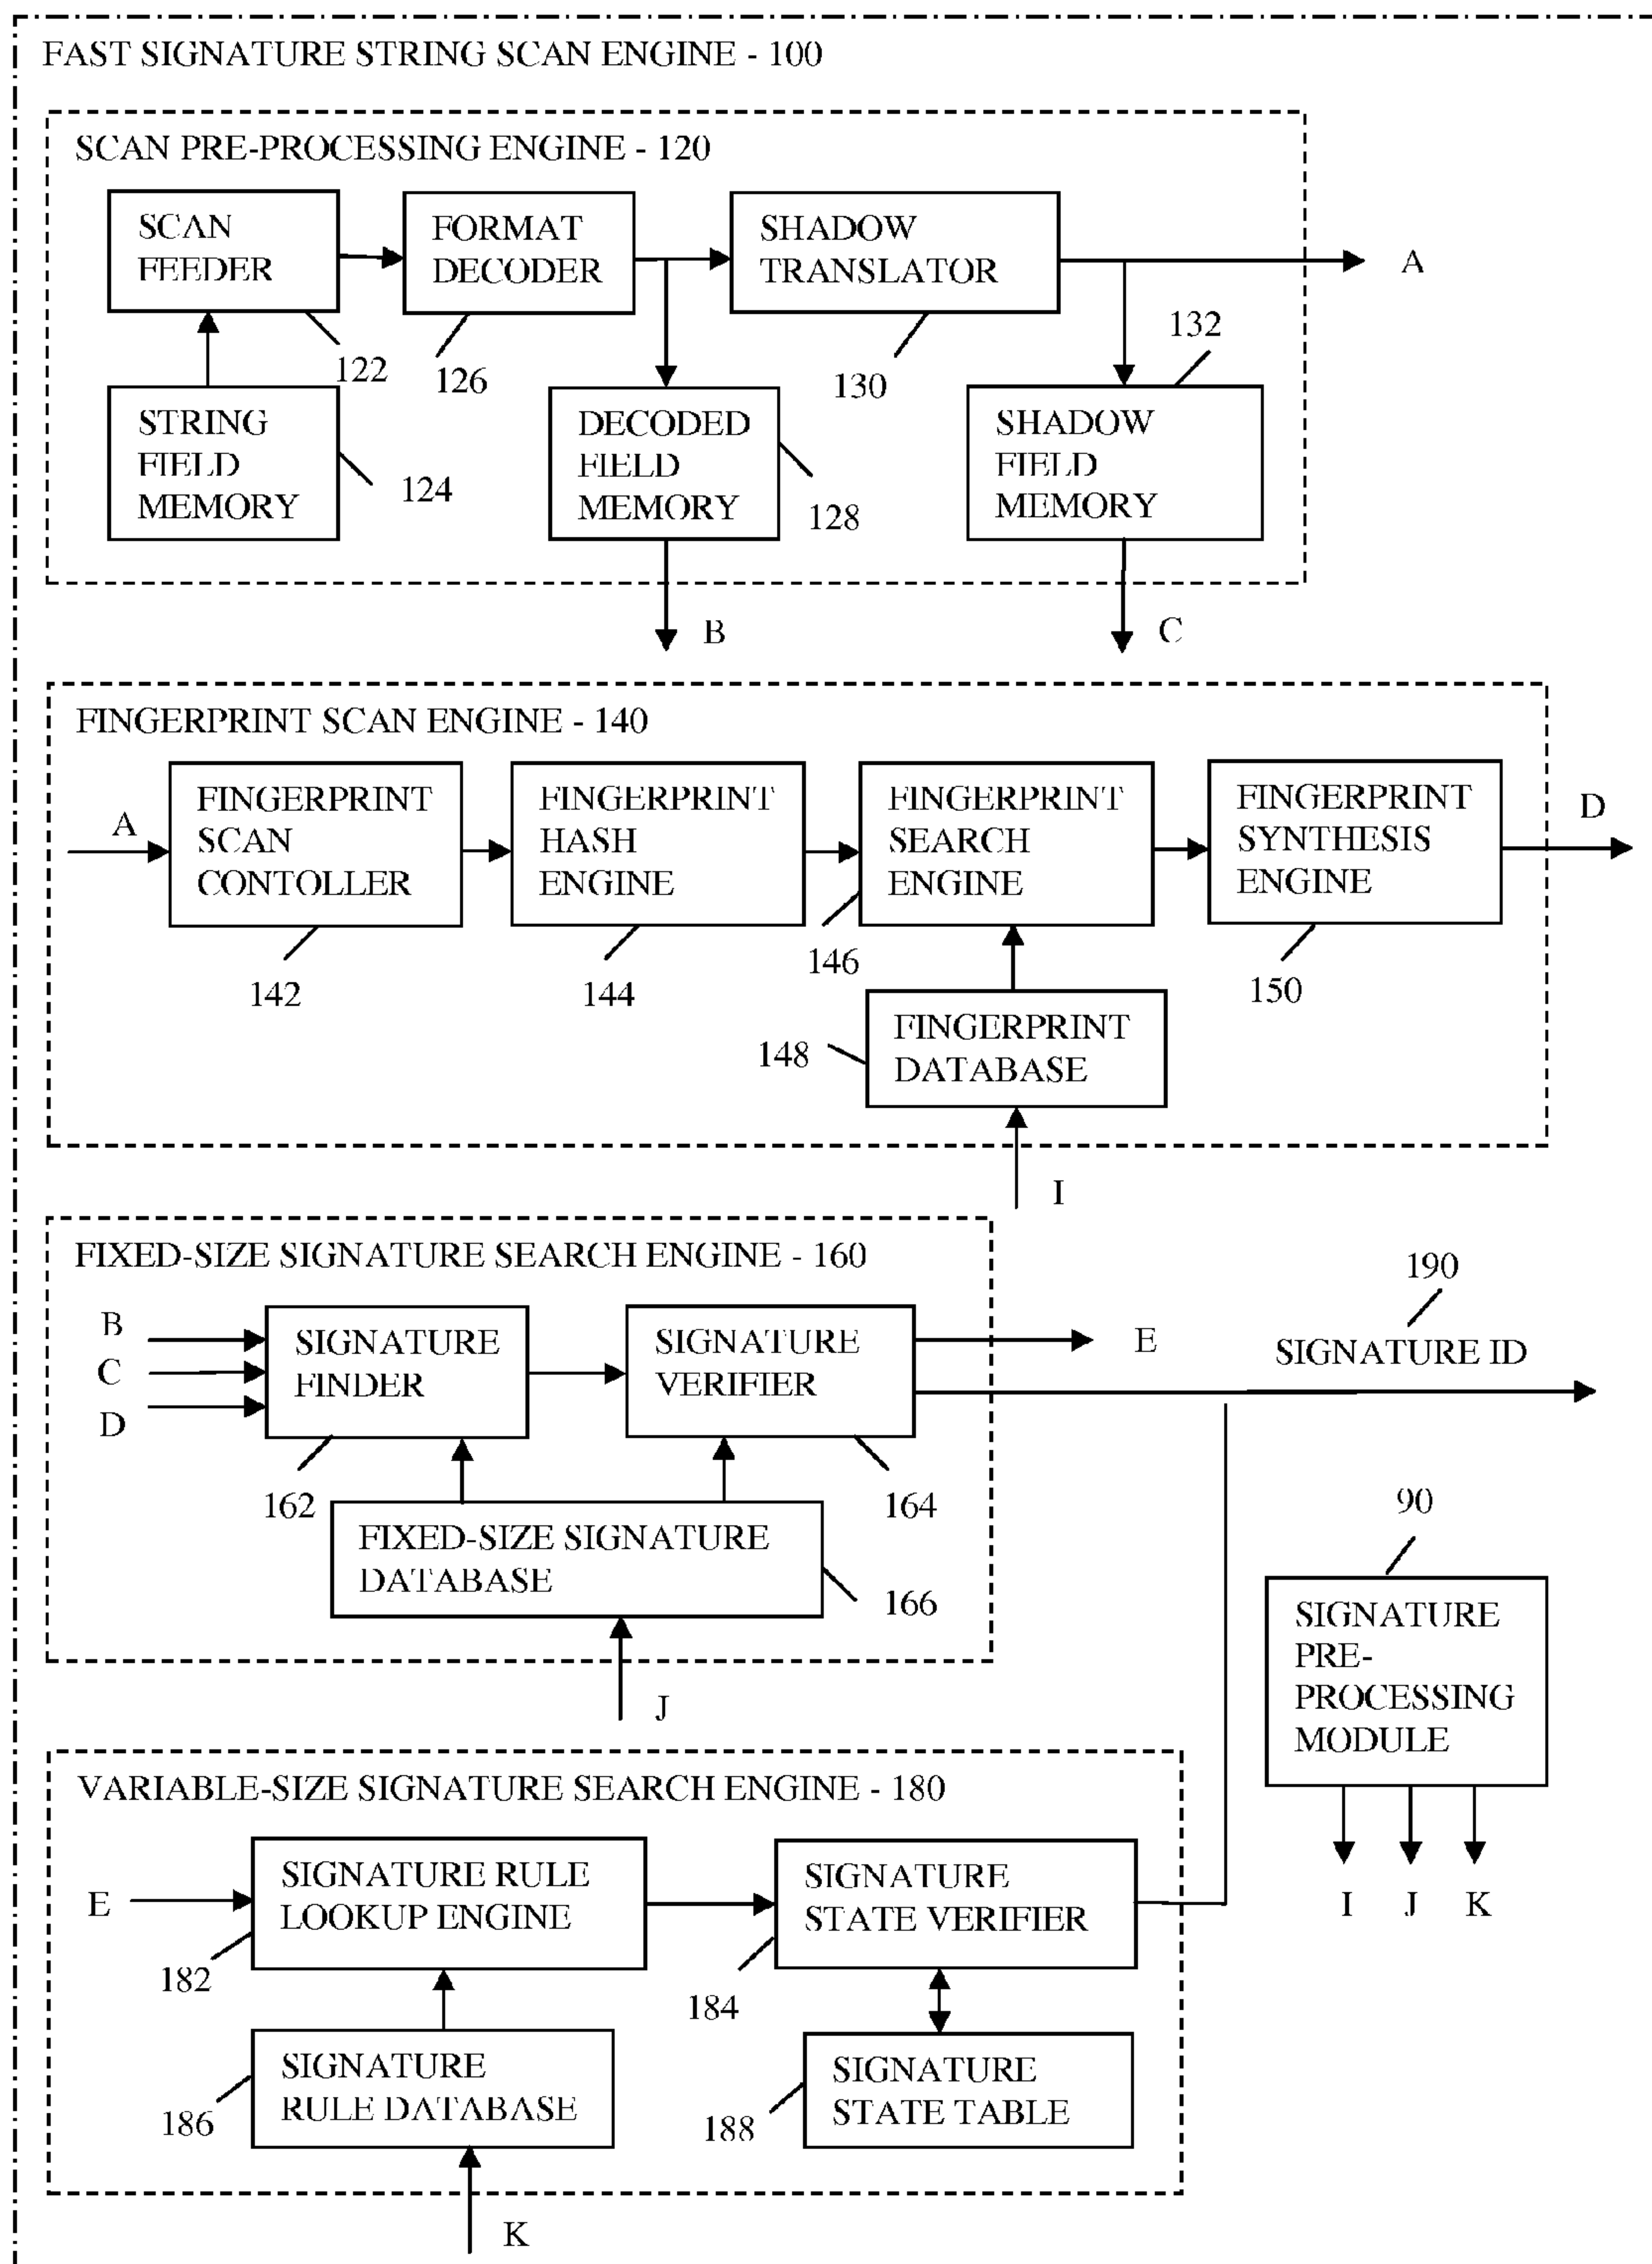 FAST SIGNATURE STRING SCAN ENGINE - 100
SCAN PRE-PROCESSING ENGINE - 120
SCAN
FEEDER
FORMAT
DECODER
SHADOW
TRANSLATOR
A
122
126
130
132
STRING
FIELD
MEMORY
124
DECODED
FIELD
MEMORY
128
SHADOW
FIELD
MEMORY
B
C
FINGERPRINT SCAN ENGINE - 140
A
FINGERPRINT
SCAN
CONTOLLER
FINGERPRINT
HASH
ENGINE
FINGERPRINT
SEARCH
ENGINE
FINGERPRINT
SYNTHESIS
ENGINE
D
142
144
146
150
148
FINGERPRINT
DATABASE
I
FIXED-SIZE SIGNATURE SEARCH ENGINE - 160
B
C
D
SIGNATURE
FINDER
SIGNATURE
VERIFIER
E
190
SIGNATURE ID
162
164
FIXED-SIZE SIGNATURE
DATABASE
166
J
90
SIGNATURE
PRE-
PROCESSING
MODULE
I J K
VARIABLE-SIZE SIGNATURE SEARCH ENGINE - 180
E
SIGNATURE RULE
LOOKUP ENGINE
SIGNATURE
STATE VERIFIER
182
184
SIGNATURE
RULE DATABASE
186
SIGNATURE
STATE TABLE
188
K